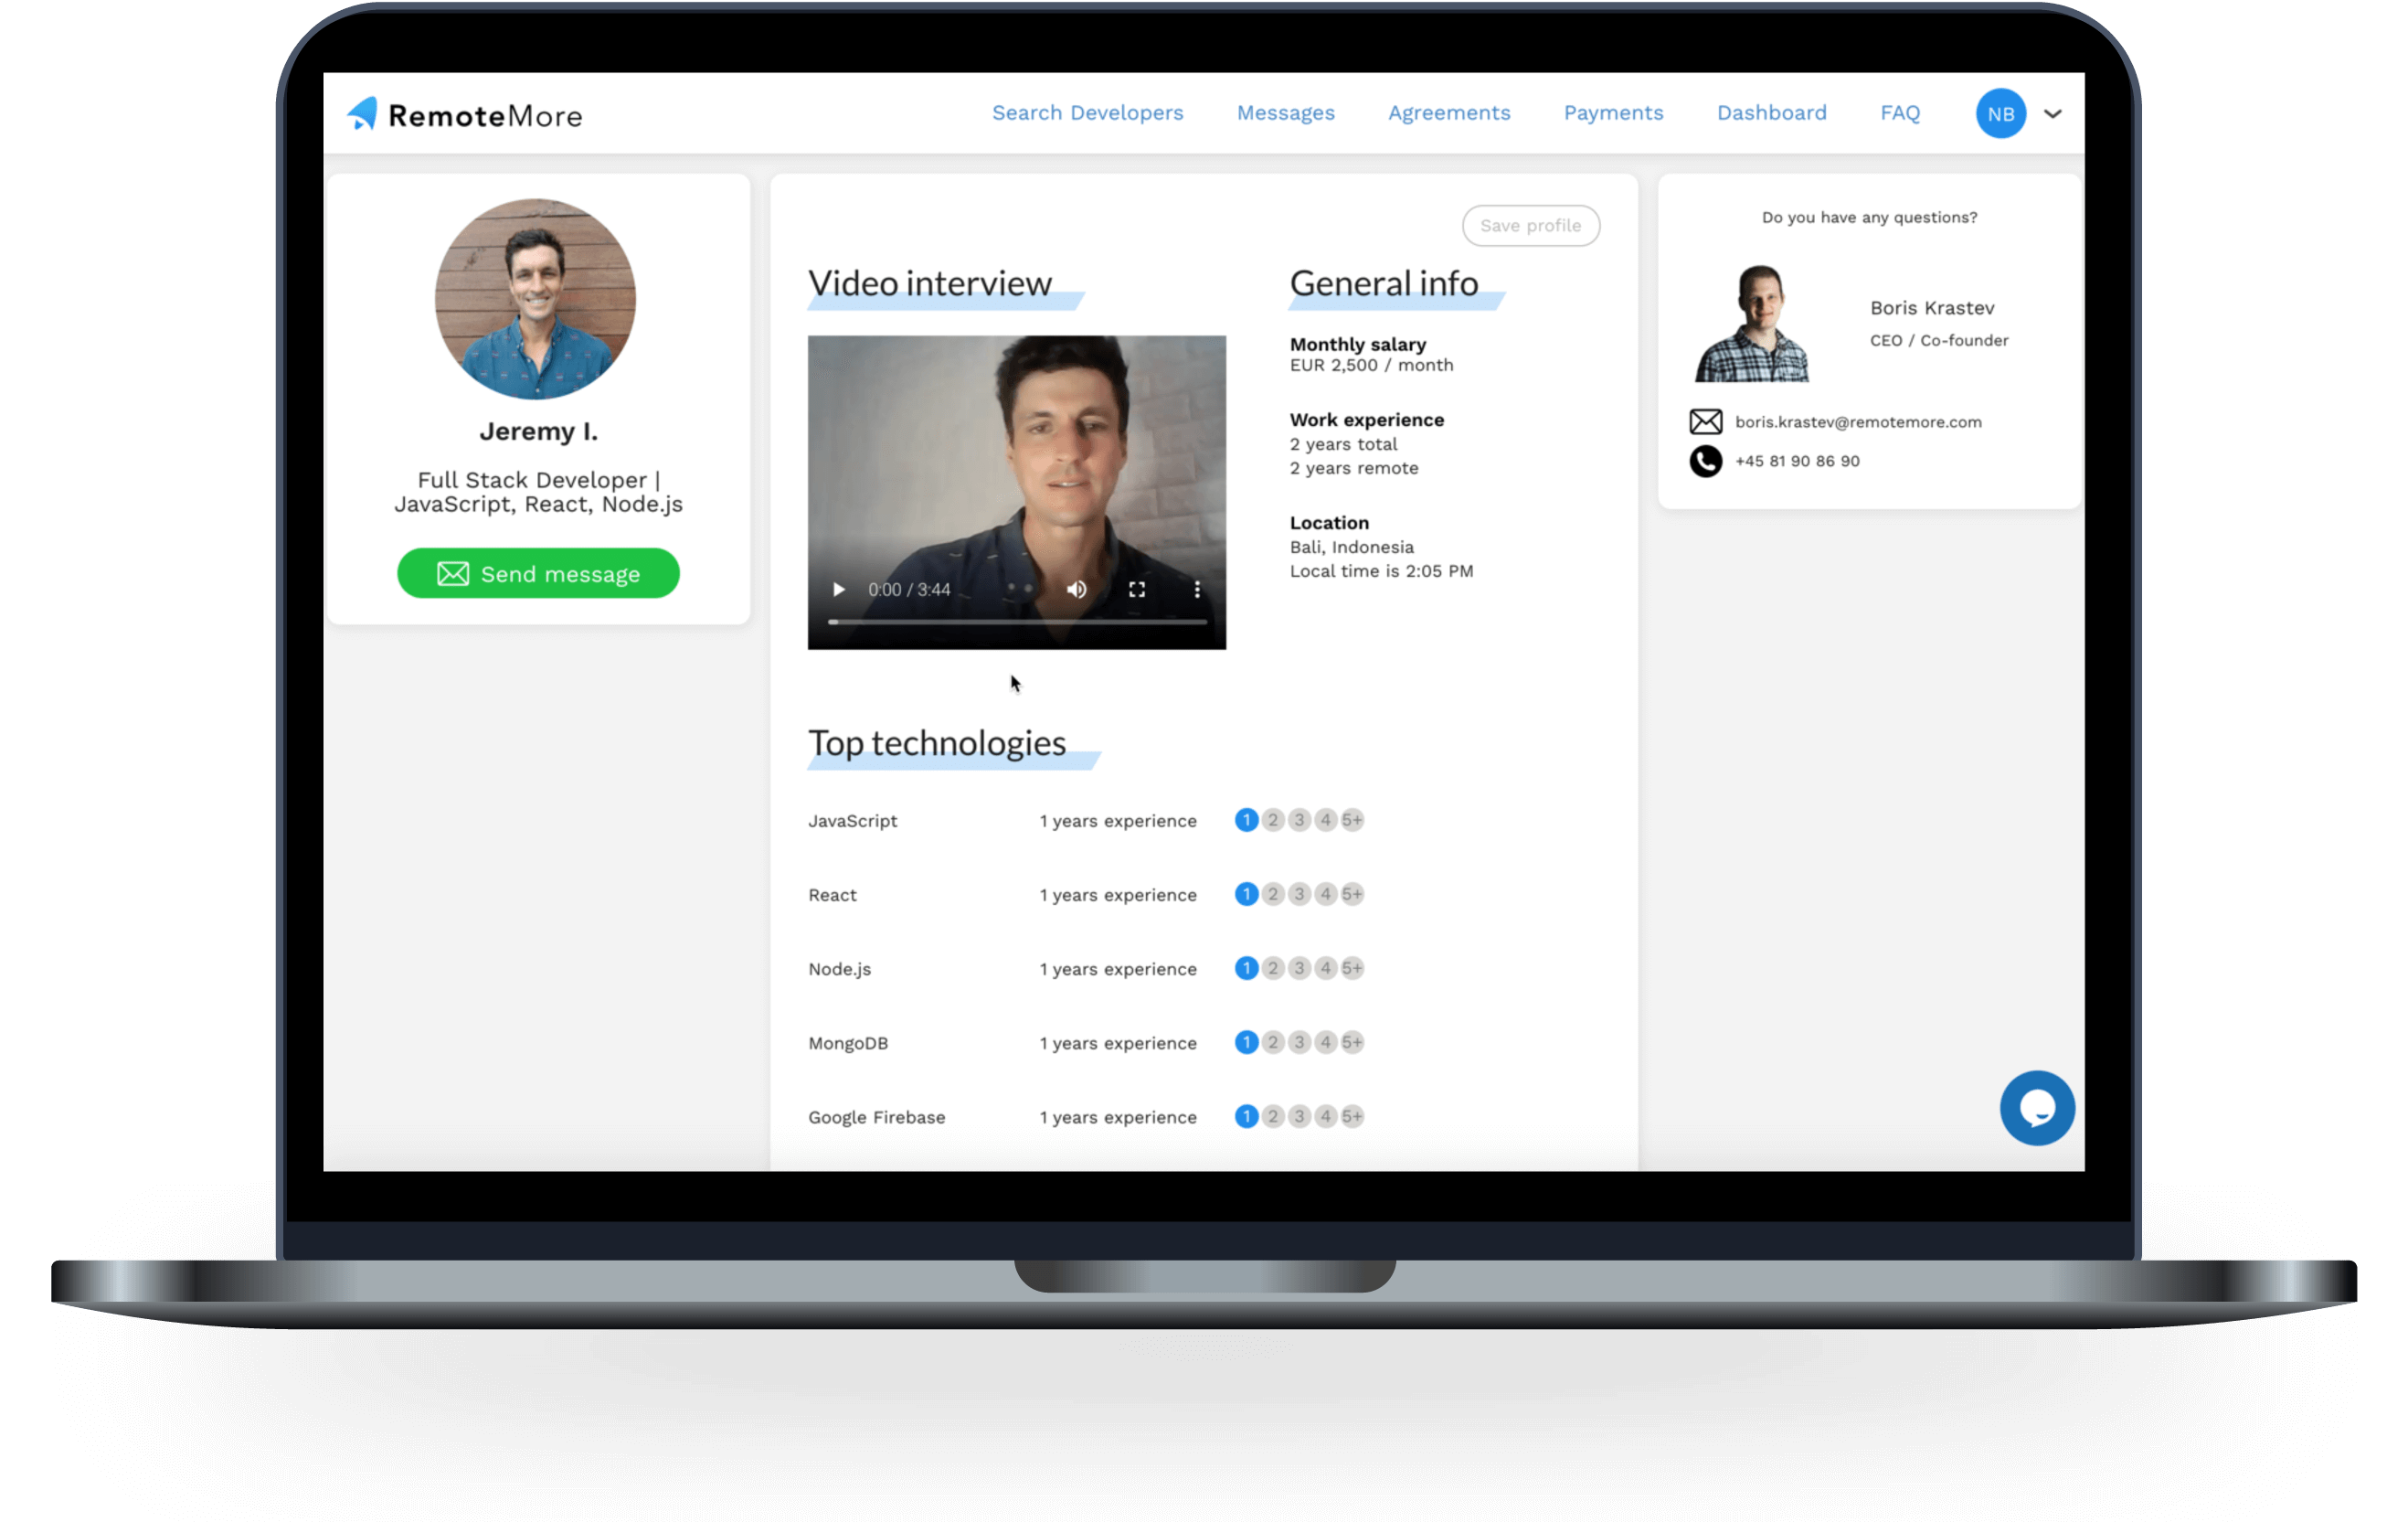 RemoteMore
Search Developers
Messages
Agreements
Payments
Dashboard
FAQ
NB
Jeremy I.
Full Stack Developer |
JavaScript, React, Node.js
Send message
Save profile
Video interview
0:00 / 3:44
General info
Monthly salary
EUR 2,500 / month
Work experience
2 years total
2 years remote
Location
Bali, Indonesia
Local time is 2:05 PM
Top technologies
JavaScript 1 years experience 1 2 3 4 5+
React 1 years experience 1 2 3 4 5+
Node.js 1 years experience 1 2 3 4 5+
MongoDB 1 years experience 1 2 3 4 5+
Google Firebase 1 years experience 1 2 3 4 5+
Do you have any questions?
Boris Krastev
CEO / Co-founder
boris.krastev@remotemore.com
+45 81 90 86 90